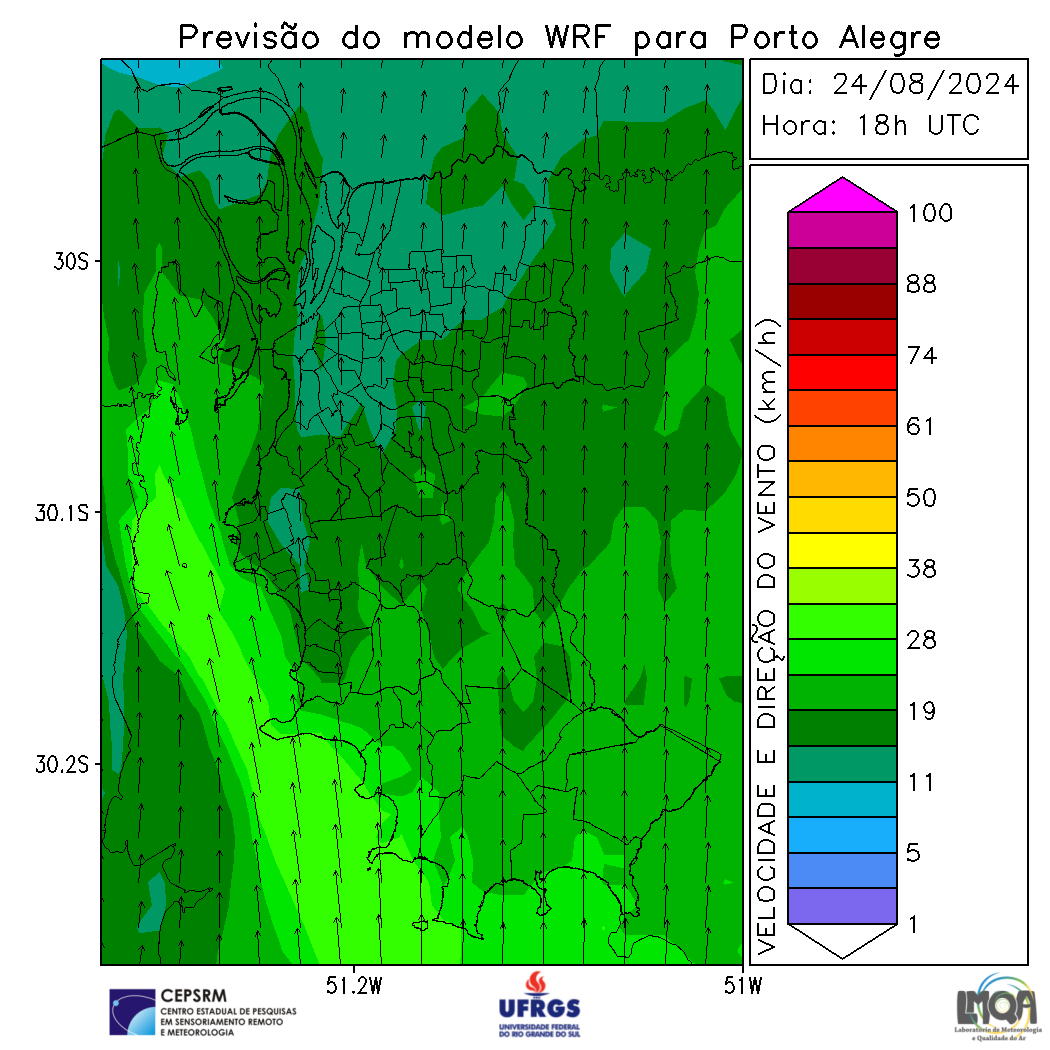 Previsão do modelo WRF para Porto Alegre
Dia: 24/08/2024
Hora: 18h UTC
30S
30.1S
30.2S
51.2W
51W
VELOCIDADE E DIREÇÃO DO VENTO (km/h)
100
88
74
61
50
38
28
19
11
5
1
CEPSRM
CENTRO ESTADUAL DE PESQUISAS
EM SENSORIAMENTO REMOTO
E METEOROLOGIA
UFRGS
UNIVERSIDADE FEDERAL
DO RIO GRANDE DO SUL
LMQA
Laboratório de Meteorologia
e Qualidade do Ar